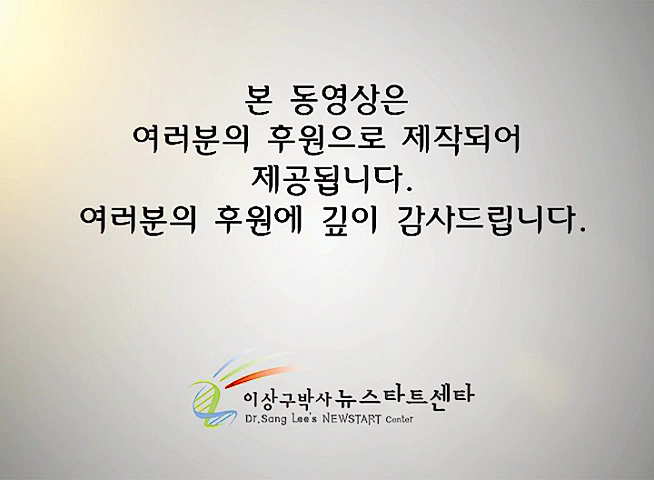 본 동영상은
여러분의 후원으로 제작되어
제공됩니다.
여러분의 후원에 깊이 감사드립니다.
이상구박사 뉴스타트센타
Dr.Sang Lee's NEWSTART Center